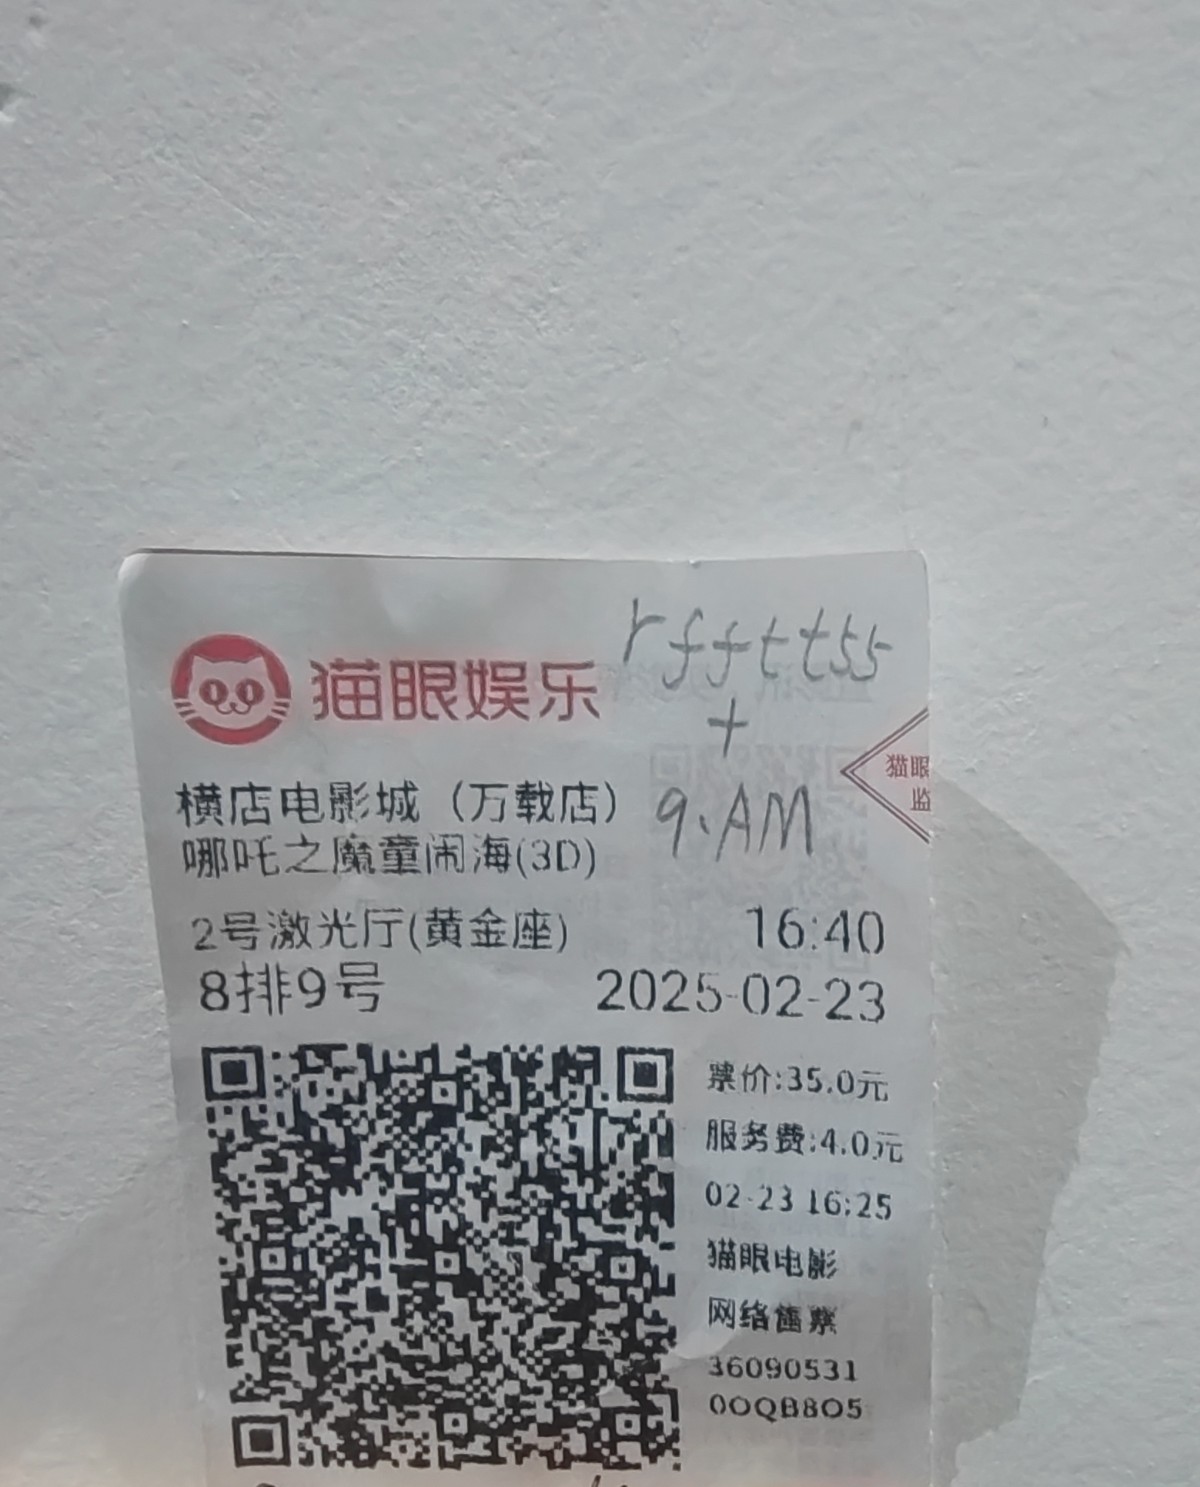 rfftt55
猫眼娱乐
+
猫眼
监
横店电影城（万载店）
9.AM
哪吒之魔童闹海(3D)
2号激光厅(黄金座)
16:40
8排9号
2025-02-23
票价:35.0元
服务费:4.0元
02-23 16:25
猫眼电影
网络售票
36090531
0OQB8O5